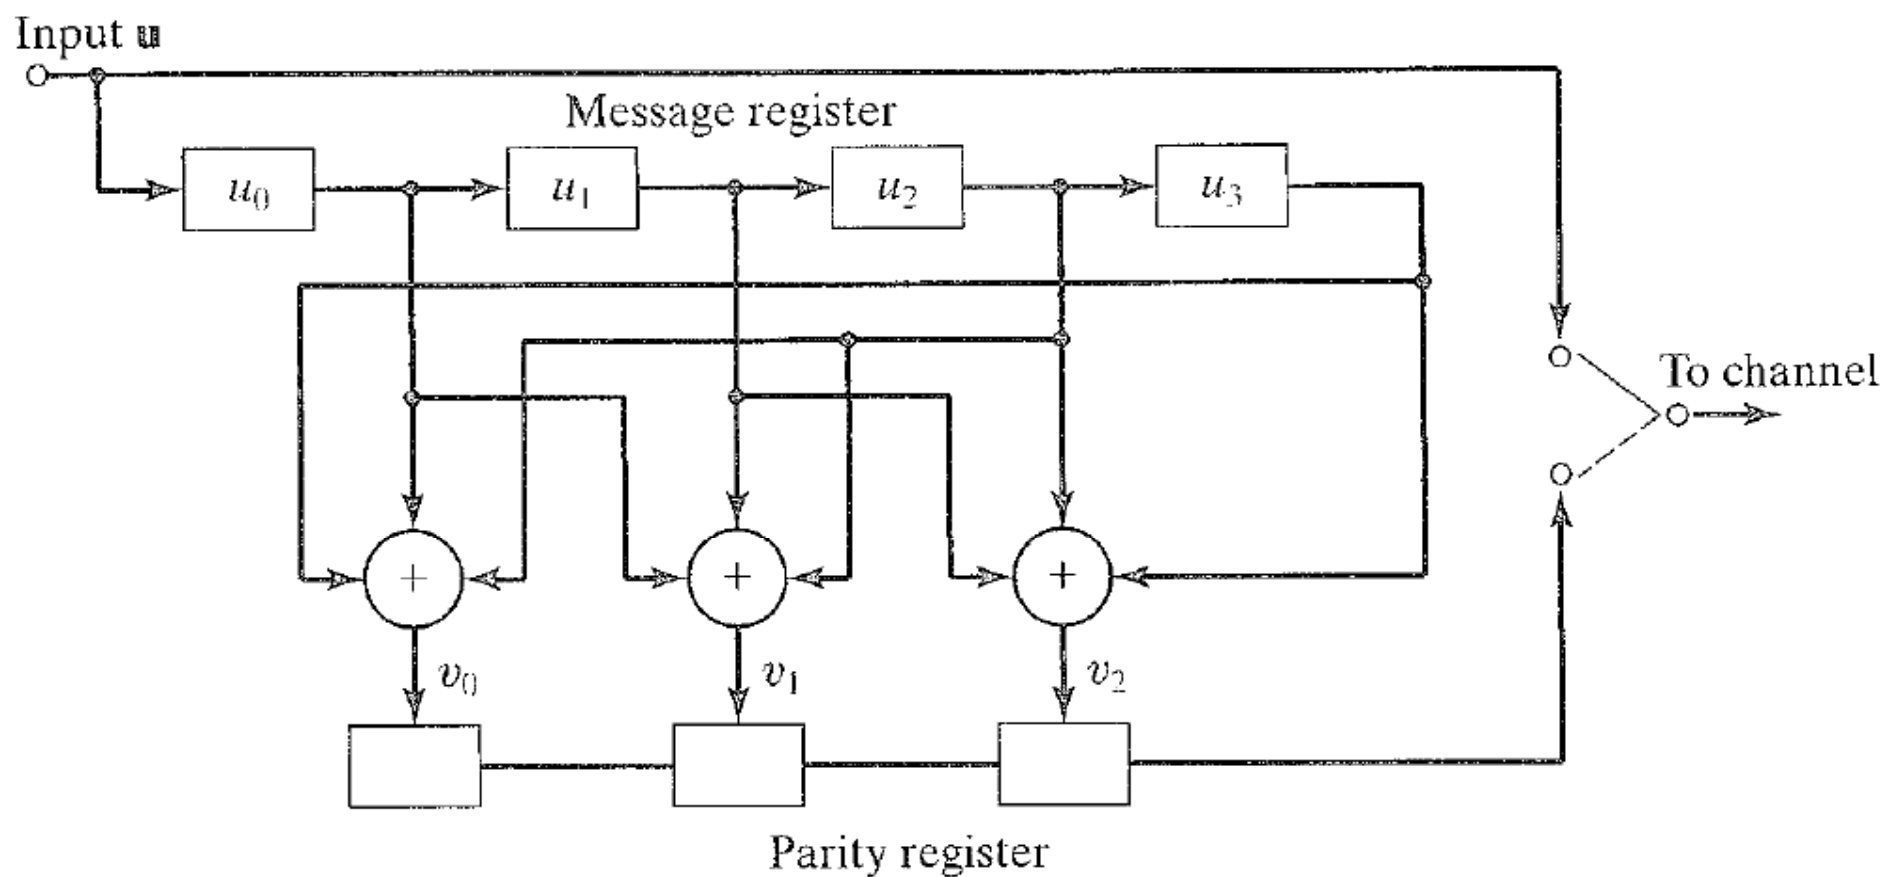 Input u
Message register
u₀ u₁ u₂ u₃
To channel
+ + +
v₀ v₁ v₂
Parity register